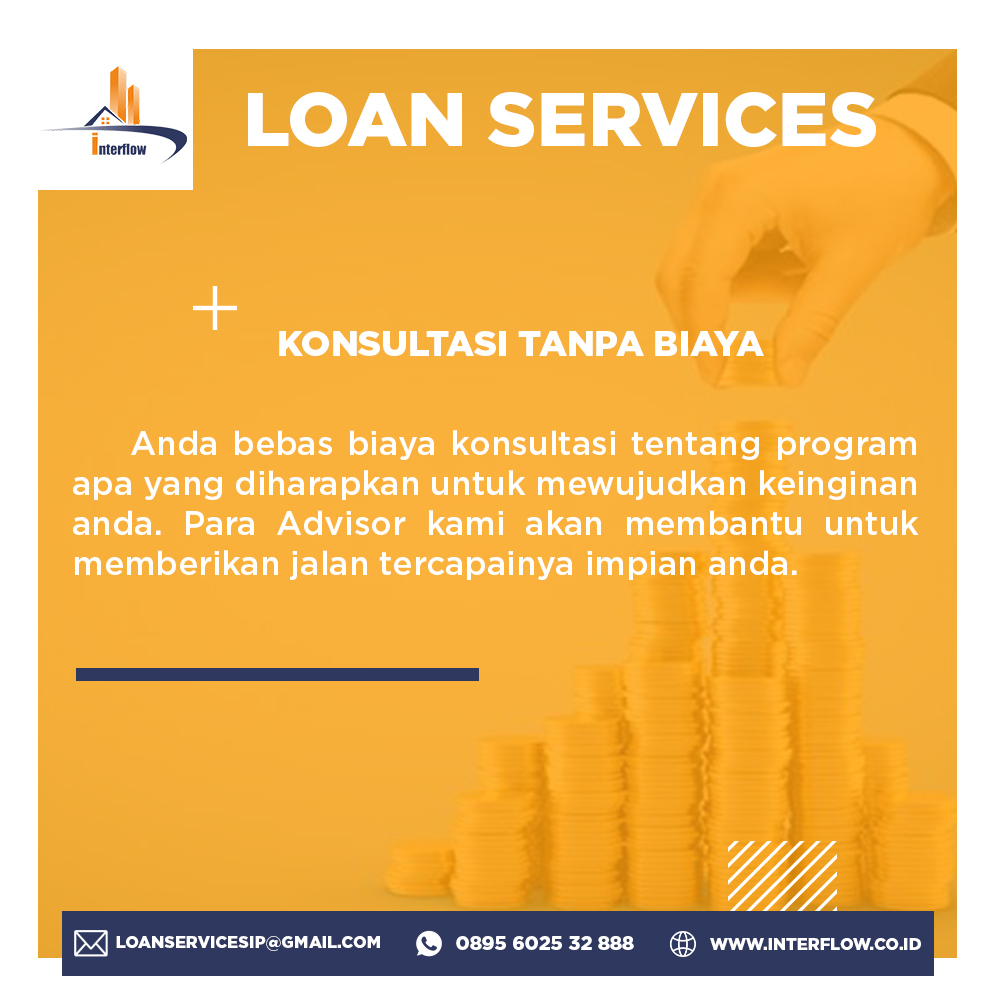 interflow
LOAN SERVICES
KONSULTASI TANPA BIAYA
Anda bebas biaya konsultasi tentang program
apa yang diharapkan untuk mewujudkan keinginan
anda. Para Advisor kami akan membantu untuk
memberikan jalan tercapainya impian anda.
LOANSERVICESIP@GMAIL.COM
0895 6025 32 888
WWW.INTERFLOW.CO.ID